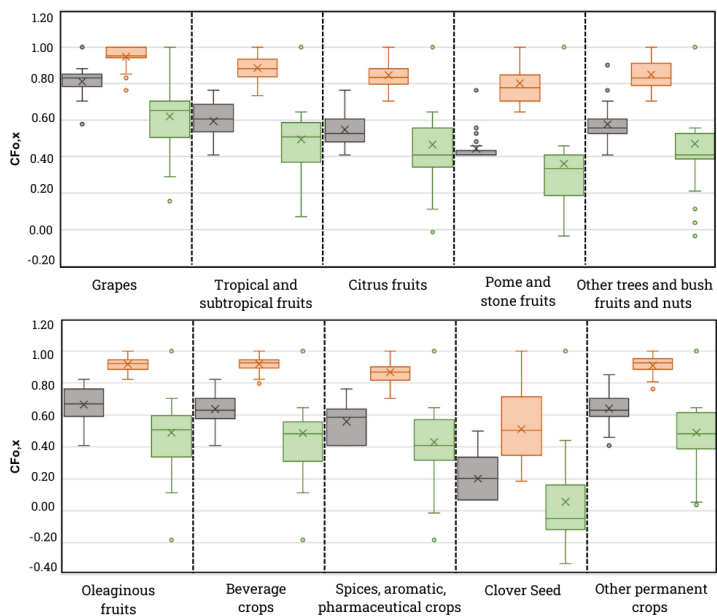 1.20
1.00
0.80
0.60
0.40
0.20
0.00
-0.20
CFo,x
Grapes
Tropical and
subtropical fruits
Citrus fruits
Pome and
stone fruits
Other trees and bush
fruits and nuts
1.20
1.00
0.80
0.60
0.40
0.20
0.00
-0.20
-0.40
CFo,x
Oleaginous
fruits
Beverage
crops
Spices, aromatic,
pharmaceutical crops
Clover Seed
Other permanent
crops